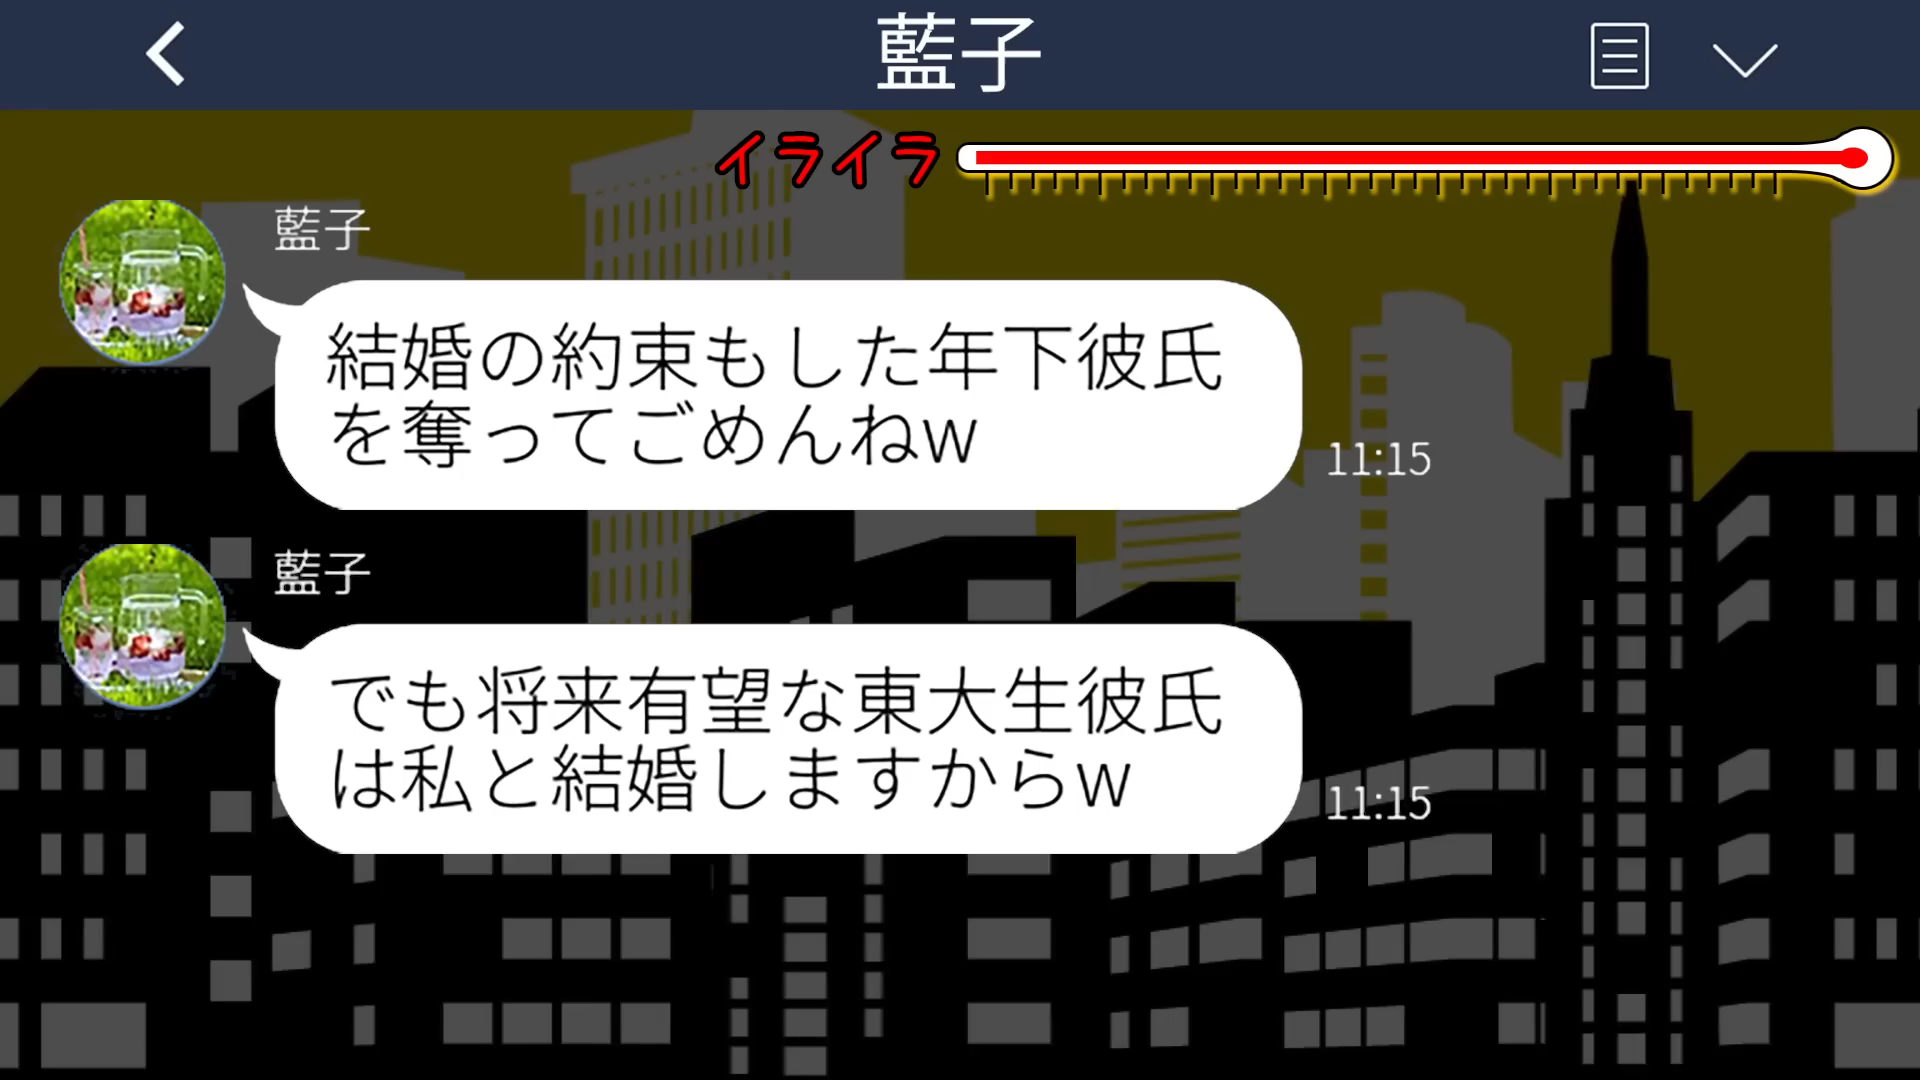 藍子
イライラ
藍子
結婚の約束もした年下彼氏
を奪ってごめんねw
11:15
藍子
でも将来有望な東大生彼氏
は私と結婚しますからw
11:15